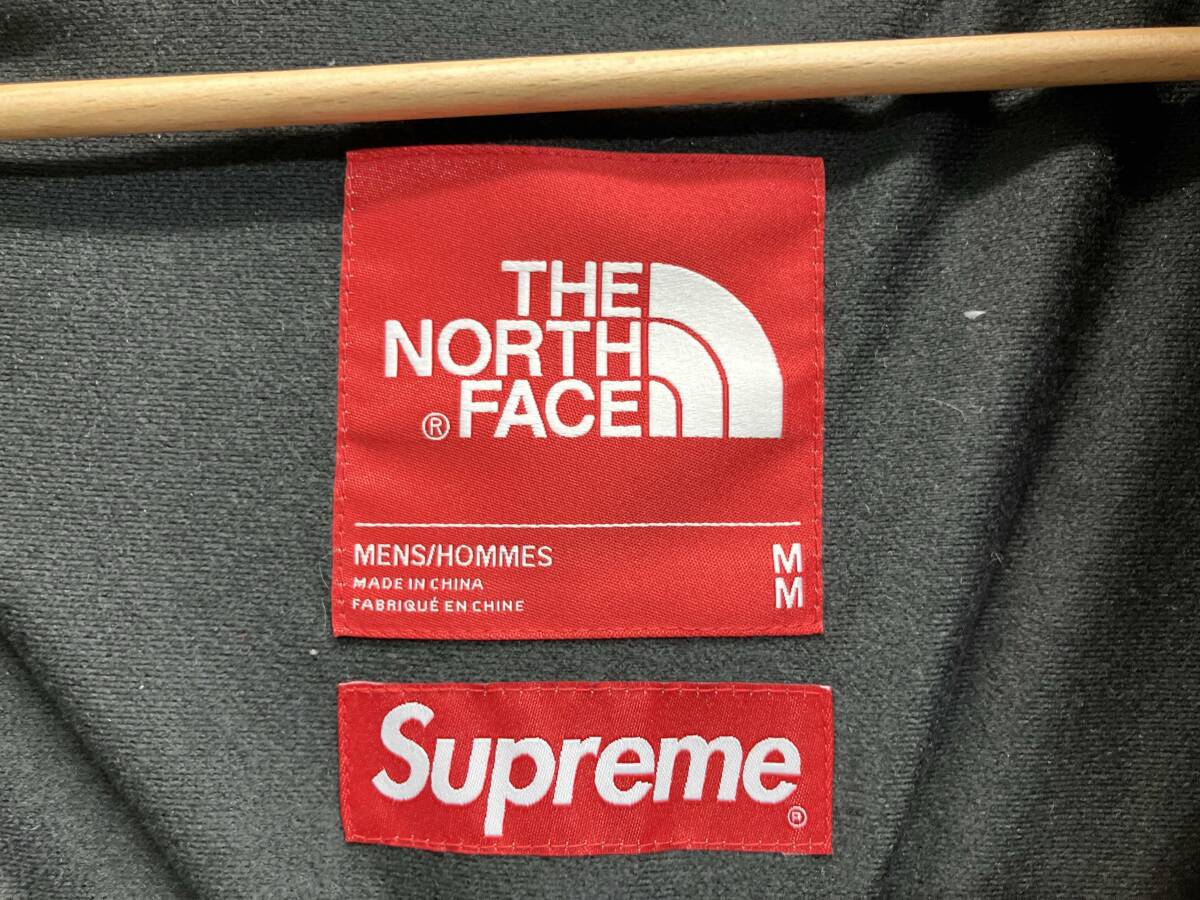 THE
NORTH
® FACE
MENS/HOMMES M
MADE IN CHINA
FABRIQUÉ EN CHINE M
Supreme ®